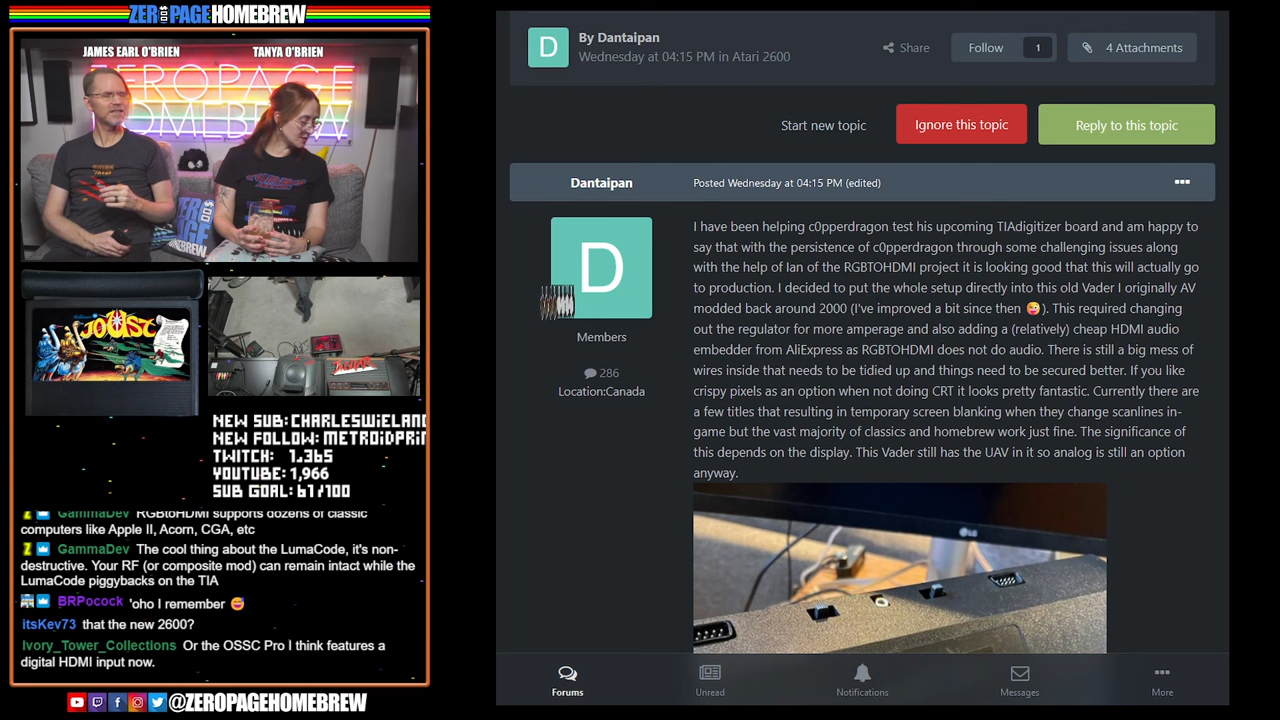 ZEROPAGEHOMEBREW
JAMES EARL O'BRIEN
TANYA O'BRIEN
ZEROPAGE
HOMEBREW
JOUST
NEW SUB: CHARLESWIELAND
NEW FOLLOW: METROIDPRI
TWITCH: 1,365
YOUTUBE: 1,966
SUB GOAL: 67/100
GammaDev RGBtoHDMI supports dozens of classic
computers like Apple II, Acorn, CGA, etc
GammaDev The cool thing about the LumaCode, it's non-
destructive. Your RF (or composite mod) can remain intact while the
LumaCode piggybacks on the TIA
BRPocock 'oho I remember 😅
itsKev73 that the new 2600?
Ivory_Tower_Collections Or the OSSC Pro I think features a
digital HDMI input now.
@ZEROPAGEHOMEBREW
D
By Dantaipan
Wednesday at 04:15 PM in Atari 2600
Share
Follow 1
4 Attachments
Start new topic
Ignore this topic
Reply to this topic
Dantaipan
Posted Wednesday at 04:15 PM (edited)
D
Members
286
Location:Canada
I have been helping c0pperdragon test his upcoming TIAdigitizer board and am happy to
say that with the persistence of c0pperdragon through some challenging issues along
with the help of Ian of the RGBTOHDMI project it is looking good that this will actually go
to production. I decided to put the whole setup directly into this old Vader I originally AV
modded back around 2000 (I've improved a bit since then 😜). This required changing
out the regulator for more amperage and also adding a (relatively) cheap HDMI audio
embedder from AliExpress as RGBTOHDMI does not do audio. There is still a big mess of
wires inside that needs to be tidied up and things need to be secured better. If you like
crispy pixels as an option when not doing CRT it looks pretty fantastic. Currently there are
a few titles that resulting in temporary screen blanking when they change scanlines in-
game but the vast majority of classics and homebrew work just fine. The significance of
this depends on the display. This Vader still has the UAV in it so analog is still an option
anyway.
LG
Forums
Unread
Notifications
Messages
More